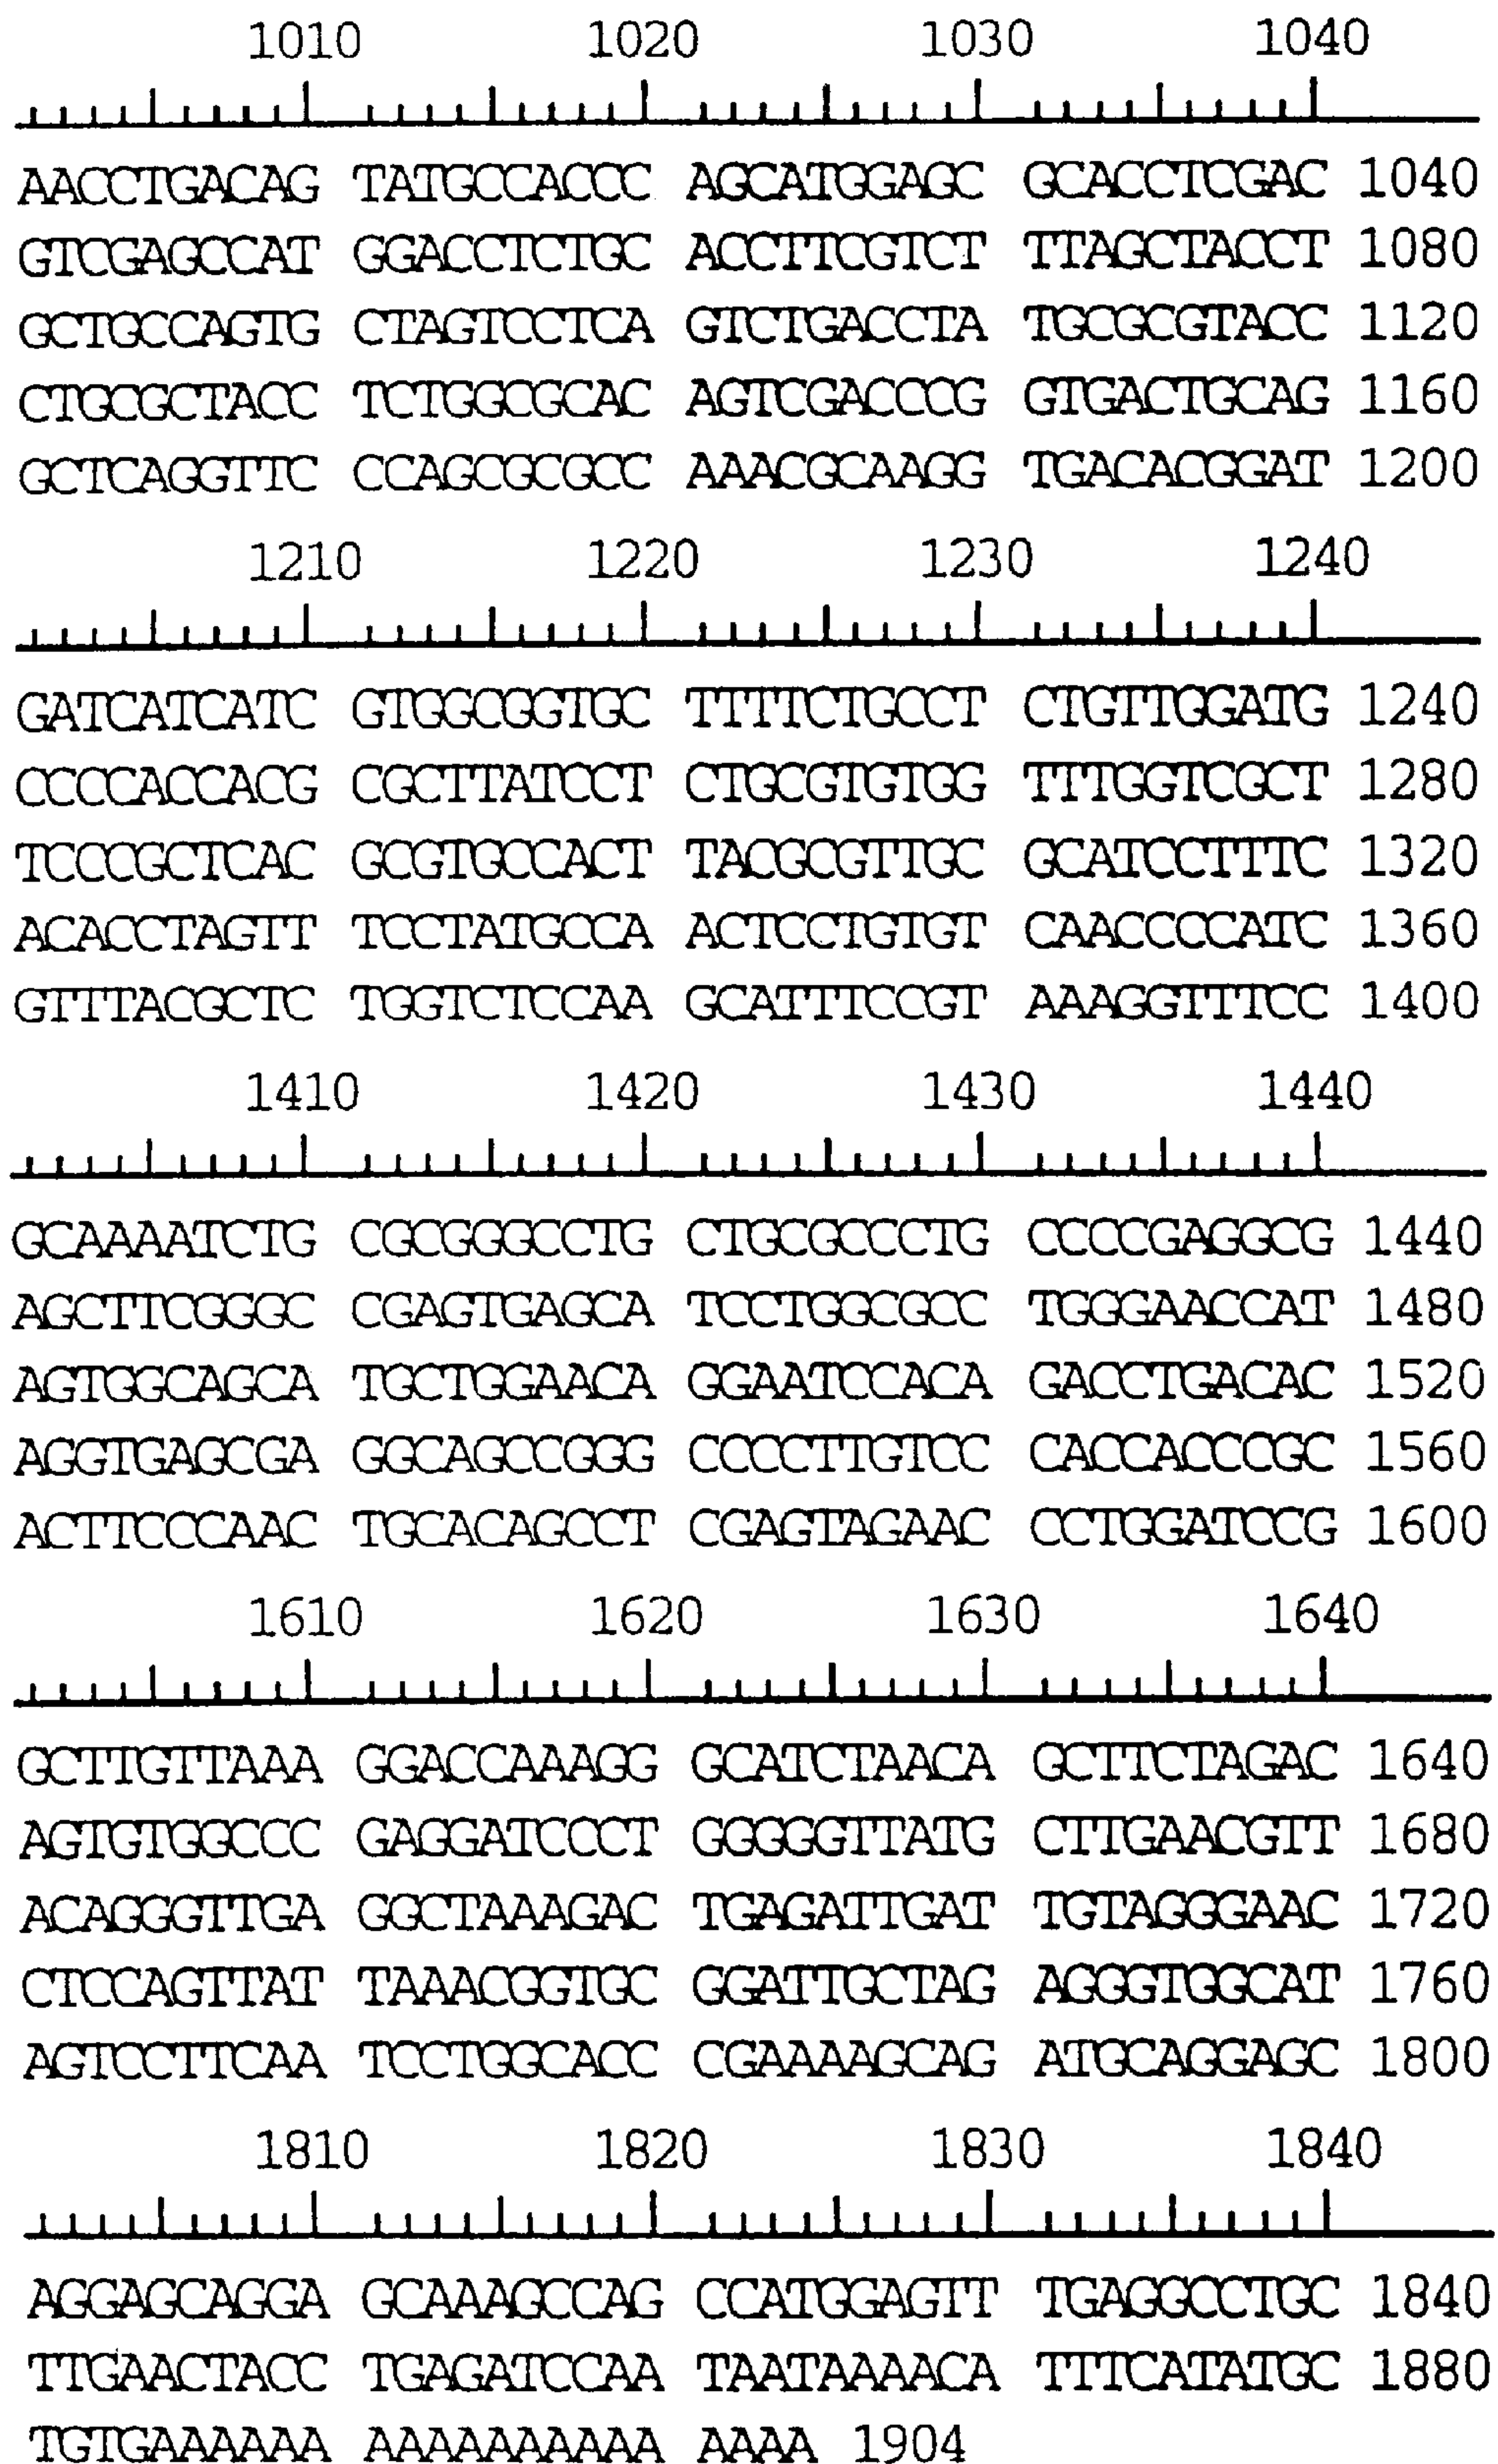 1010 1020 1030 1040
AACCTGACAG TATGCCACCC AGCATGGAGC GCACCTCGAC 1040
GTCGAGCCAT GGACCTCTGC ACCTTCGTCT TTAGCTACCT 1080
GCTGCCAGTG CTAGTCCTCA GTCTGACCTA TGCGCGTACC 1120
CTGCGCTACC TCTGGCGCAC AGTCGACCCG GTGACTGCAG 1160
GCTCAGGTTC CCAGCGCGCC AAACGCAAGG TGACACGGAT 1200
1210 1220 1230 1240
GATCATCATC GTGGCGGTGC TTTTCTGCCT CTGTTGGATG 1240
CCCCACCACG CGCTTATCCT CTGCGTGTGG TTTGGTCGCT 1280
TCCCGCTCAC GCGTGCCACT TACGCGTTGC GCATCCTTTC 1320
ACACCTAGTT TCCTATGCCA ACTCCTGTGT CAACCCCATC 1360
GTTTACGCTC TGGTCTCCAA GCATTTCCGT AAAGGTTTCC 1400
1410 1420 1430 1440
GCAAAATCTG CGCGGGCCTG CTGCGCCCTG CCCCGAGGCG 1440
AGCTTCGGGC CGAGTGAGCA TCCTGGCGCC TGGGAACCAT 1480
AGTGGCAGCA TGCTGGAACA GGAATCCACA GACCTGACAC 1520
AGGTGAGCGA GGCAGCCGGG CCCCTTGTCC CACCACCCGC 1560
ACTTCCCAAC TGCACAGCCT CGAGTAGAAC CCTGGATCCG 1600
1610 1620 1630 1640
GCTTGTTAAA GGACCAAAGG GCATCTAACA GCTTCTAGAC 1640
AGTGTGGCCC GAGGATCCCT GGGGGTTATG CTTGAACGTT 1680
ACAGGGTTGA GGCTAAAGAC TGAGATTGAT TGTAGGGAAC 1720
CTCCAGTTAT TAAACGGTGC GGATTGCTAG AGGGTGGCAT 1760
AGTCCTTCAA TCCTGGCACC CGAAAAGCAG ATGCAGGAGC 1800
1810 1820 1830 1840
AGGAGCAGGA GCAAAGCCAG CCATGGAGTT TGAGGCCTGC 1840
TTGAACTACC TGAGATCCAA TAATAAAACA TTTCATATGC 1880
TGTGAAAAAA AAAAAAAAAA AAAA 1904